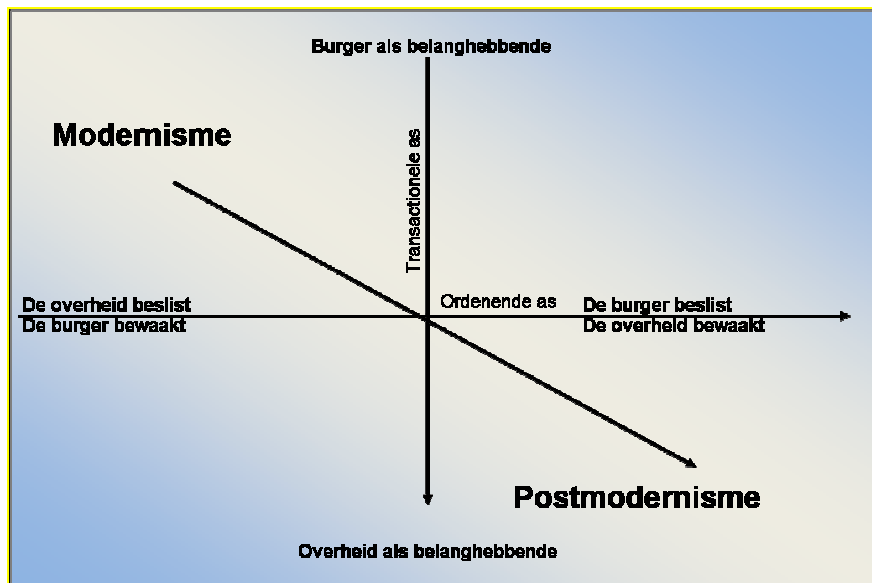 Burger als belanghebbende
Modernisme
Transactionele as
Ordenende as
De overheid beslist
De burger bewaakt
De burger beslist
De overheid bewaakt
Postmodernisme
Overheid als belanghebbende